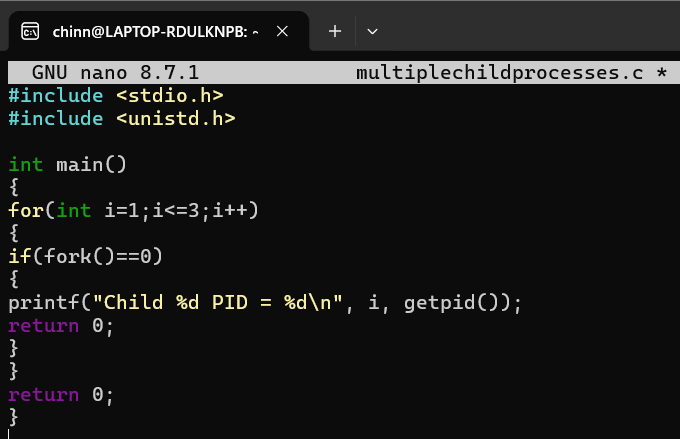 chinn@LAPTOP-RDULKNPB: ~
GNU nano 8.7.1 multiplechildprocesses.c *
#include <stdio.h>
#include <unistd.h>
int main()
{
for(int i=1;i<=3;i++)
{
if(fork()==0)
{
printf("Child %d PID = %d\n", i, getpid());
return 0;
}
}
return 0;
}